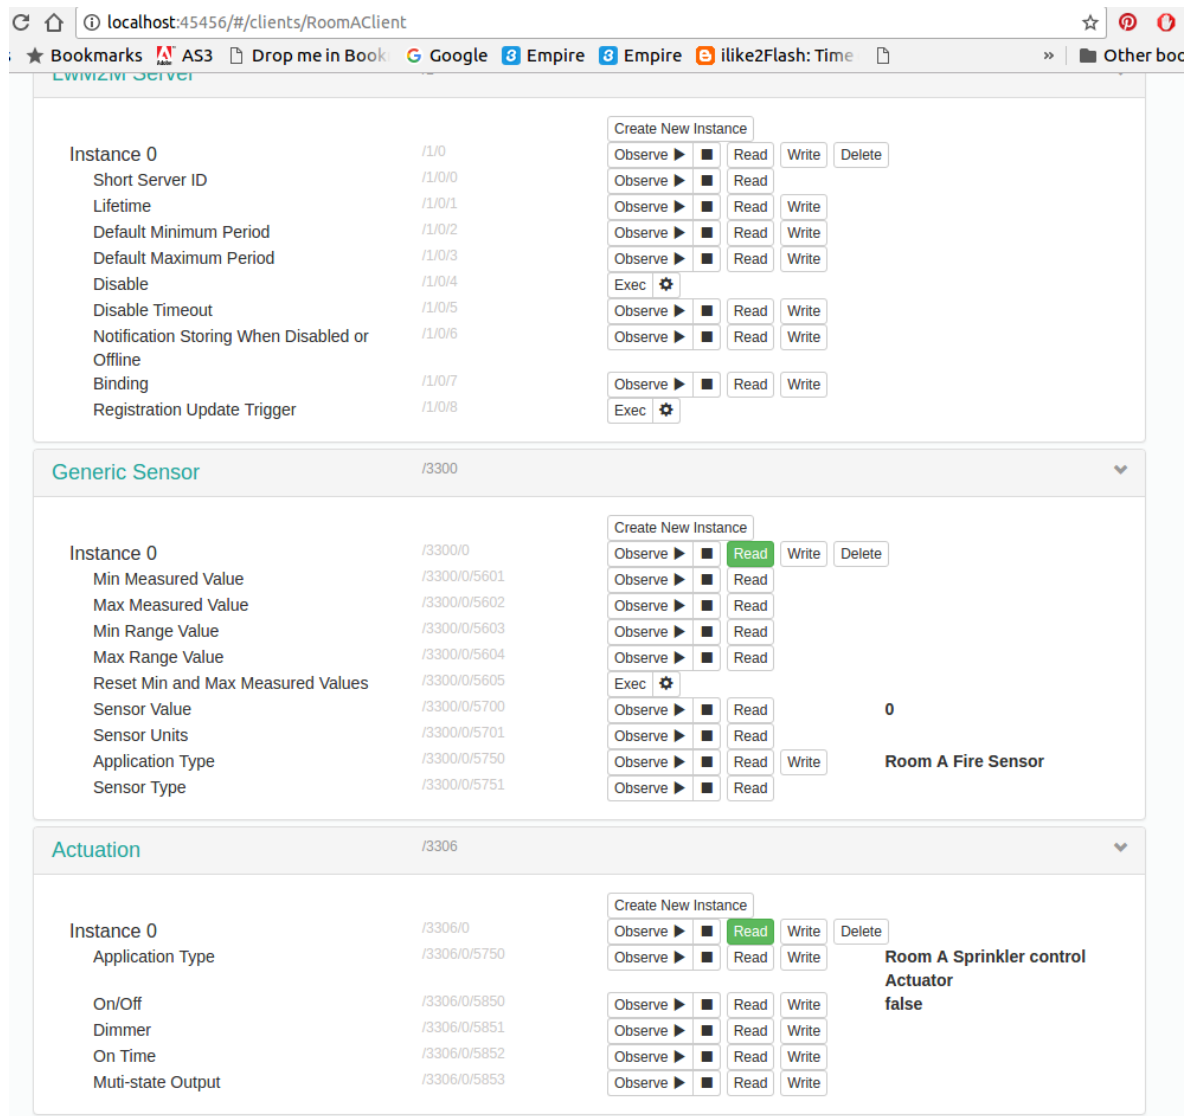 localhost:45456/#/clients/RoomAClient
Bookmarks AS3 Drop me in Book Google Empire Empire ilike2Flash: Time » Other boo
LwM2M Server
Create New Instance
Instance 0 /1/0 Observe Read Write Delete
Short Server ID /1/0/0 Observe Read
Lifetime /1/0/1 Observe Read Write
Default Minimum Period /1/0/2 Observe Read Write
Default Maximum Period /1/0/3 Observe Read Write
Disable /1/0/4 Exec
Disable Timeout /1/0/5 Observe Read Write
Notification Storing When Disabled or /1/0/6 Observe Read Write
Offline
Binding /1/0/7 Observe Read Write
Registration Update Trigger /1/0/8 Exec
Generic Sensor /3300
Create New Instance
Instance 0 /3300/0 Observe Read Write Delete
Min Measured Value /3300/0/5601 Observe Read
Max Measured Value /3300/0/5602 Observe Read
Min Range Value /3300/0/5603 Observe Read
Max Range Value /3300/0/5604 Observe Read
Reset Min and Max Measured Values /3300/0/5605 Exec
Sensor Value /3300/0/5700 Observe Read 0
Sensor Units /3300/0/5701 Observe Read
Application Type /3300/0/5750 Observe Read Write Room A Fire Sensor
Sensor Type /3300/0/5751 Observe Read
Actuation /3306
Create New Instance
Instance 0 /3306/0 Observe Read Write Delete
Application Type /3306/0/5750 Observe Read Write Room A Sprinkler control
Actuator
On/Off /3306/0/5850 Observe Read Write false
Dimmer /3306/0/5851 Observe Read Write
On Time /3306/0/5852 Observe Read Write
Muti-state Output /3306/0/5853 Observe Read Write